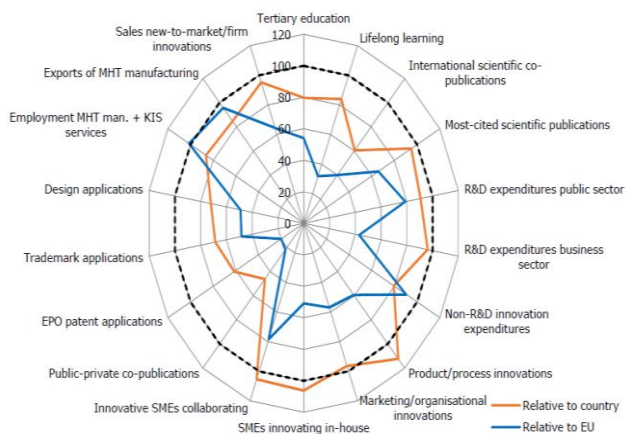 Tertiary education
Lifelong learning
International scientific co-
publications
Most-cited scientific publications
R&D expenditures public sector
R&D expenditures business
sector
Non-R&D innovation
expenditures
Product/process innovations
Marketing/organisational
innovations
SMEs innovating in-house
Innovative SMEs collaborating
Public-private co-publications
EPO patent applications
Trademark applications
Design applications
Employment MHT man. + KIS
services
Exports of MHT manufacturing
Sales new-to-market/firm
innovations
120
100
80
60
40
20
0
Relative to country
Relative to EU